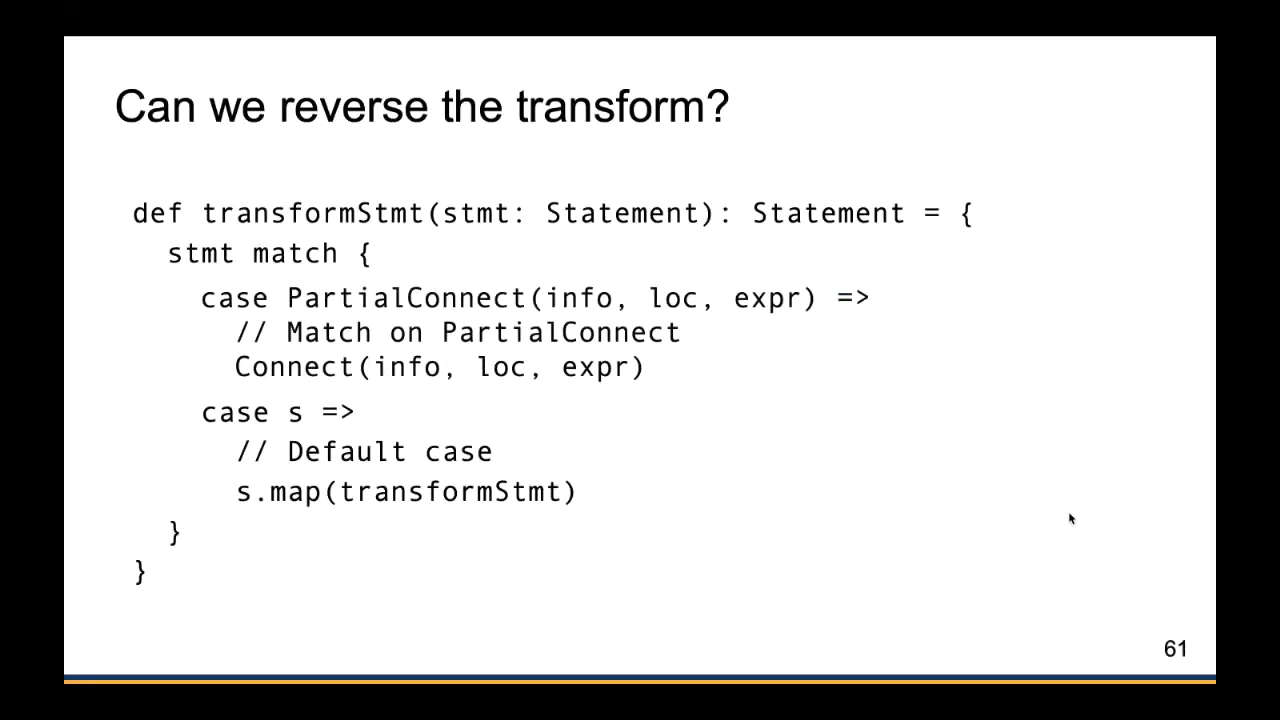 Can we reverse the transform?
def transformStmt(stmt: Statement): Statement = {
stmt match {
case PartialConnect(info, loc, expr) =>
// Match on PartialConnect
Connect(info, loc, expr)
case s =>
// Default case
s.map(transformStmt)
}
}
61